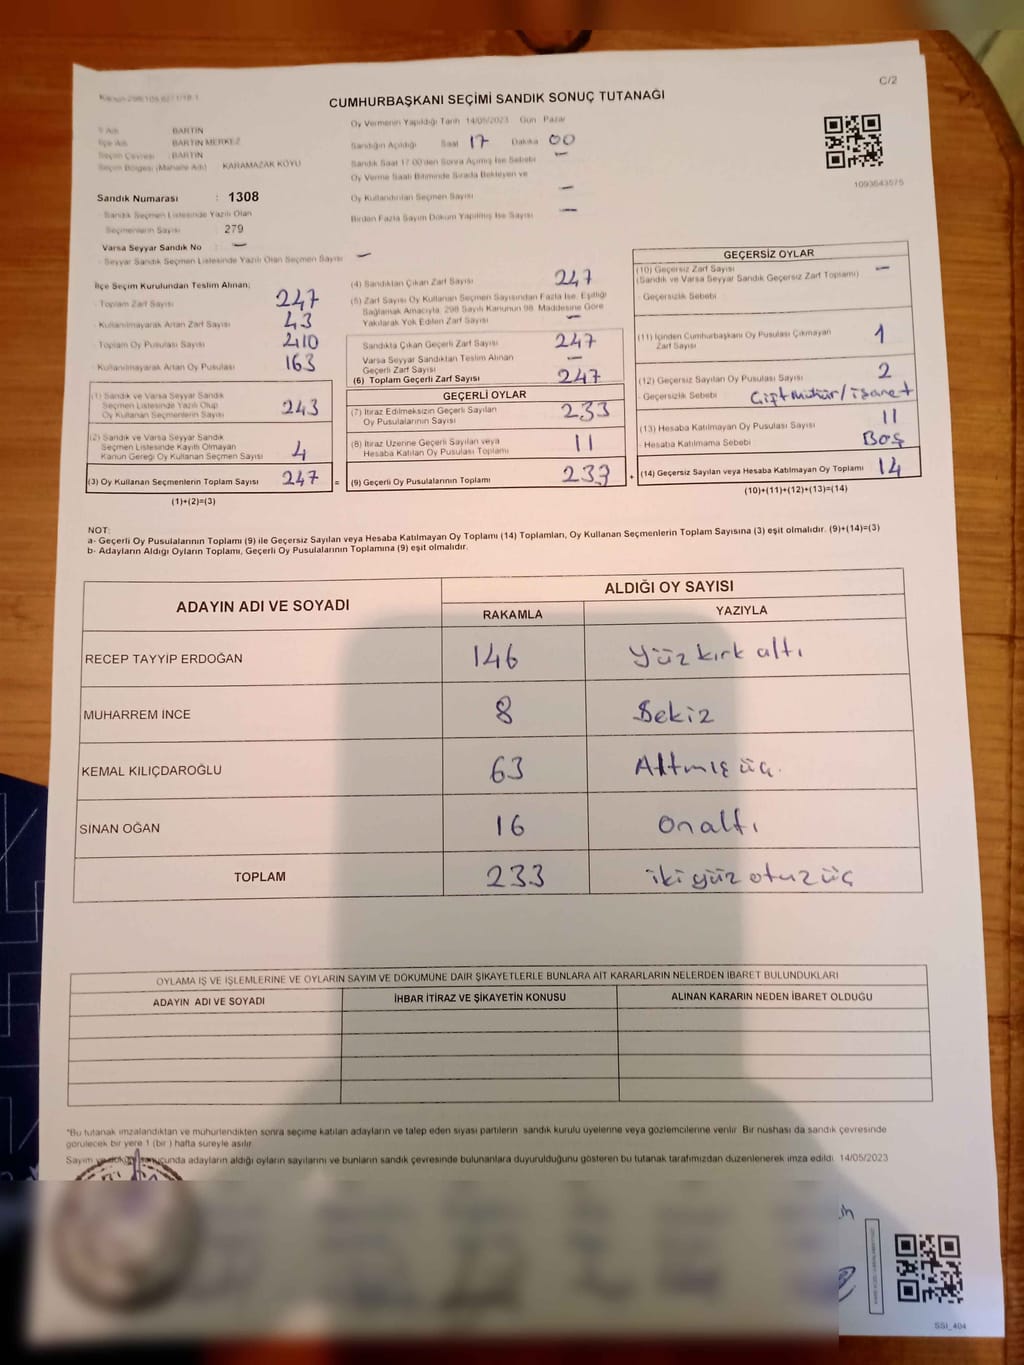 C/2
CUMHURBAŞKANI SEÇİMİ SANDIK SONUÇ TUTANAĞI
Oy Vermenin Yapıldığı Tarih 14/05/2023 Gün Pazar
İl Adı BARTIN
Sandığın Açıldığı Saat 17 Dakika 00
İlçe Adı BARTIN MERKEZ
Seçim Çevresi BARTIN
Sandık Saat 17 00'den Sonra Açılmış İse Sebebi —
Seçim Bölgesi (Mahalle Adı) KARAMAZAK KÖYÜ
Oy Verme Saati Bitiminde Sırada Bekleyen ve
Oy Kullandırılan Seçmen Sayısı —
1093643575
Sandık Numarası : 1308
Birden Fazla Sayım Döküm Yapılmış İse Sayısı —
Sandık Seçmen Listesinde Yazılı Olan
Seçmenlerin Sayısı : 279
Varsa Seyyar Sandık No : —
- Seyyar Sandık Seçmen Listesinde Yazılı Olan Seçmen Sayısı —
İlçe Seçim Kurulundan Teslim Alınan;
- Toplam Zarf Sayısı 247
- Kullanılmayarak Artan Zarf Sayısı 43
Toplam Oy Pusulası Sayısı 410
- Kullanılmayarak Artan Oy Pusulası 163
(1) Sandık ve Varsa Seyyar Sandık
Seçmen Listesinde Yazılı Olup
Oy Kullanan Seçmenlerin Sayısı 243
(2) Sandık ve Varsa Seyyar Sandık
Seçmen Listesinde Kayıtlı Olmayan
Kanun Gereği Oy Kullanan Seçmen Sayısı 4
(3) Oy Kullanan Seçmenlerin Toplam Sayısı 247 =
(1)+(2)=(3)
(4) Sandıktan Çıkan Zarf Sayısı 247
(5) Zarf Sayısı Oy Kullanan Seçmen Sayısından Fazla İse, Eşitliği
Sağlamak Amacıyla, 298 Sayılı Kanunun 98. Maddesine Göre
Yakılarak Yok Edilen Zarf Sayısı —
Sandıkta Çıkan Geçerli Zarf Sayısı 247
Varsa Seyyar Sandıktan Teslim Alınan
Geçerli Zarf Sayısı —
(6) Toplam Geçerli Zarf Sayısı 247
GEÇERLİ OYLAR
(7) İtiraz Edilmeksizin Geçerli Sayılan
Oy Pusulalarının Sayısı 233
(8) İtiraz Üzerine Geçerli Sayılan veya
Hesaba Katılan Oy Pusulası Toplamı 11
(9) Geçerli Oy Pusulalarının Toplamı 233 +
GEÇERSİZ OYLAR
(10) Geçersiz Zarf Sayısı
(Sandık ve Varsa Seyyar Sandık Geçersiz Zarf Toplamı) —
- Geçersizlik Sebebi
(11) İçinden Cumhurbaşkanı Oy Pusulası Çıkmayan
Zarf Sayısı 1
(12) Geçersiz Sayılan Oy Pusulası Sayısı 2
- Geçersizlik Sebebi Çift Mühür/işaret
(13) Hesaba Katılmayan Oy Pusulası Sayısı 11
- Hesaba Katılmama Sebebi Boş
(14) Geçersiz Sayılan veya Hesaba Katılmayan Oy Toplamı 14
(10)+(11)+(12)+(13)=(14)
NOT:
a- Geçerli Oy Pusulalarının Toplamı (9) ile Geçersiz Sayılan veya Hesaba Katılmayan Oy Toplamı (14) Toplamları, Oy Kullanan Seçmenlerin Toplam Sayısına (3) eşit olmalıdır. (9)+(14)=(3)
b- Adayların Aldığı Oyların Toplamı, Geçerli Oy Pusulalarının Toplamına (9) eşit olmalıdır.
ADAYIN ADI VE SOYADI ALDIĞI OY SAYISI
RAKAMLA YAZIYLA
RECEP TAYYİP ERDOĞAN 146 Yüz kırk altı
MUHARREM İNCE 8 Sekiz
KEMAL KILIÇDAROĞLU 63 Altmış üç.
SİNAN OĞAN 16 onaltı
TOPLAM 233 iki yüz otuz üç
OYLAMA İŞ VE İŞLEMLERİNE VE OYLARIN SAYIM VE DÖKÜMÜNE DAİR ŞİKAYETLERLE BUNLARA AİT KARARLARIN NELERDEN İBARET BULUNDUKLARI
ADAYIN ADI VE SOYADI İHBAR İTİRAZ VE ŞİKAYETİN KONUSU ALINAN KARARIN NEDEN İBARET OLDUĞU
*Bu tutanak imzalandıktan ve mühürlendikten sonra seçime katılan adayların ve talep eden siyasi partilerin sandık kurulu üyelerine veya gözlemcilerine verilir. Bir nüshası da sandık çevresinde
görülecek bir yere 1 (bir) hafta süreyle asılır.
Sayım ve sonucunda adayların aldığı oyların sayılarını ve bunların sandık çevresinde bulunanlara duyurulduğunu gösteren bu tutanak tarafımızdan düzenlenerek imza edildi. 14/05/2023
SSI_404